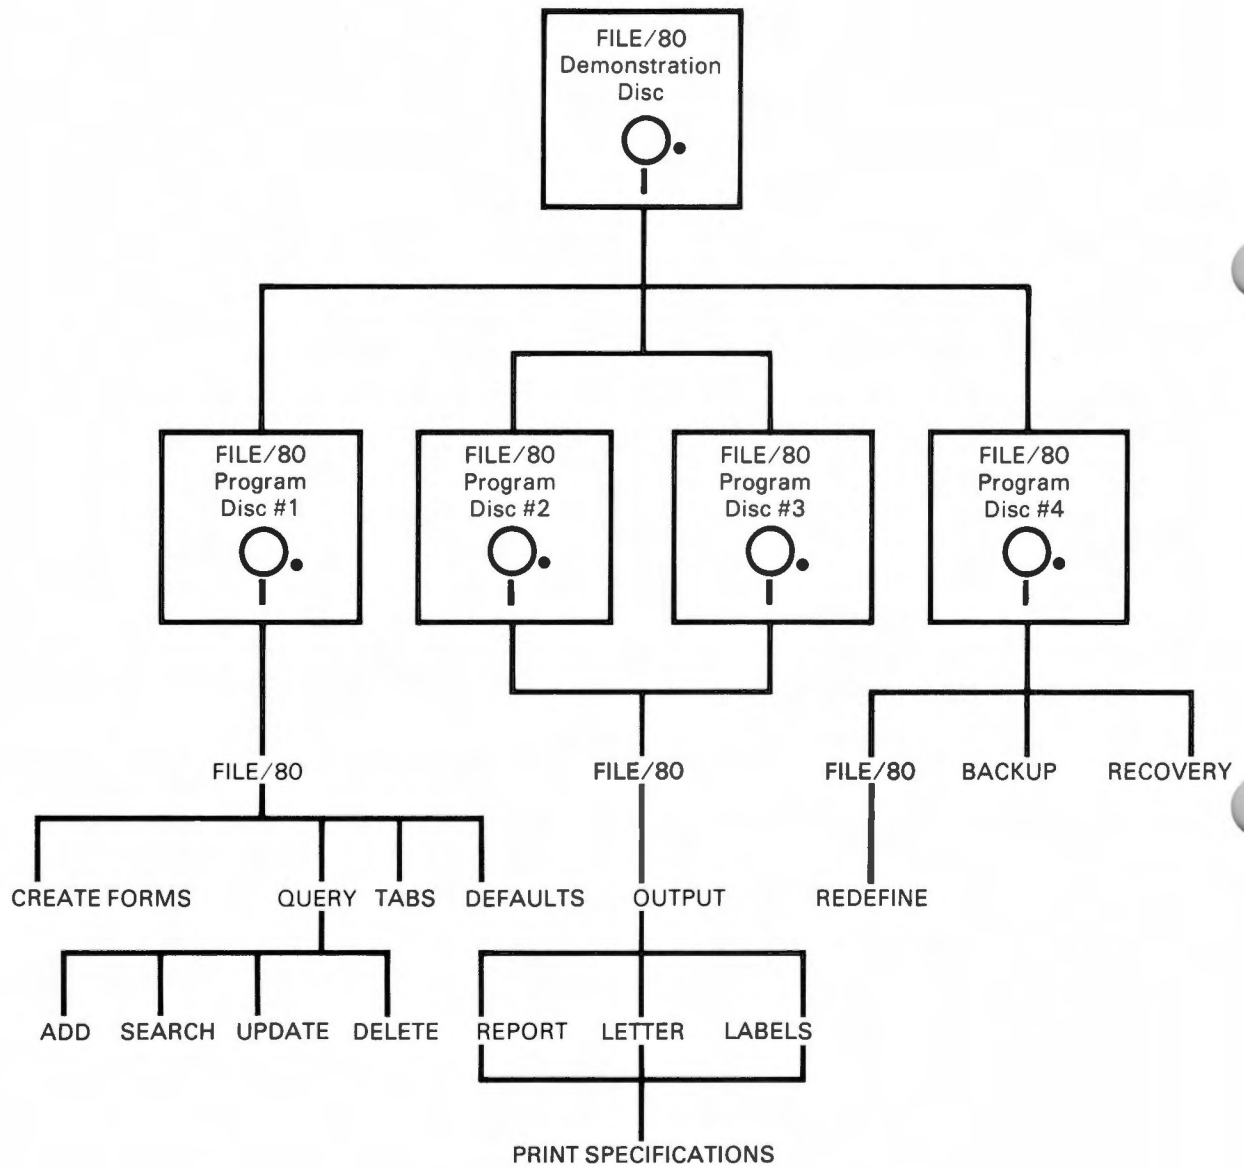 FILE/80
Demonstration
Disc
FILE/80
Program
Disc #1
FILE/80
Program
Disc #2
FILE/80
Program
Disc #3
FILE/80
Program
Disc #4
FILE/80
FILE/80
FILE/80
BACKUP
RECOVERY
CREATE FORMS
QUERY
TABS
DEFAULTS
OUTPUT
REDEFINE
ADD
SEARCH
UPDATE
DELETE
REPORT
LETTER
LABELS
PRINT SPECIFICATIONS